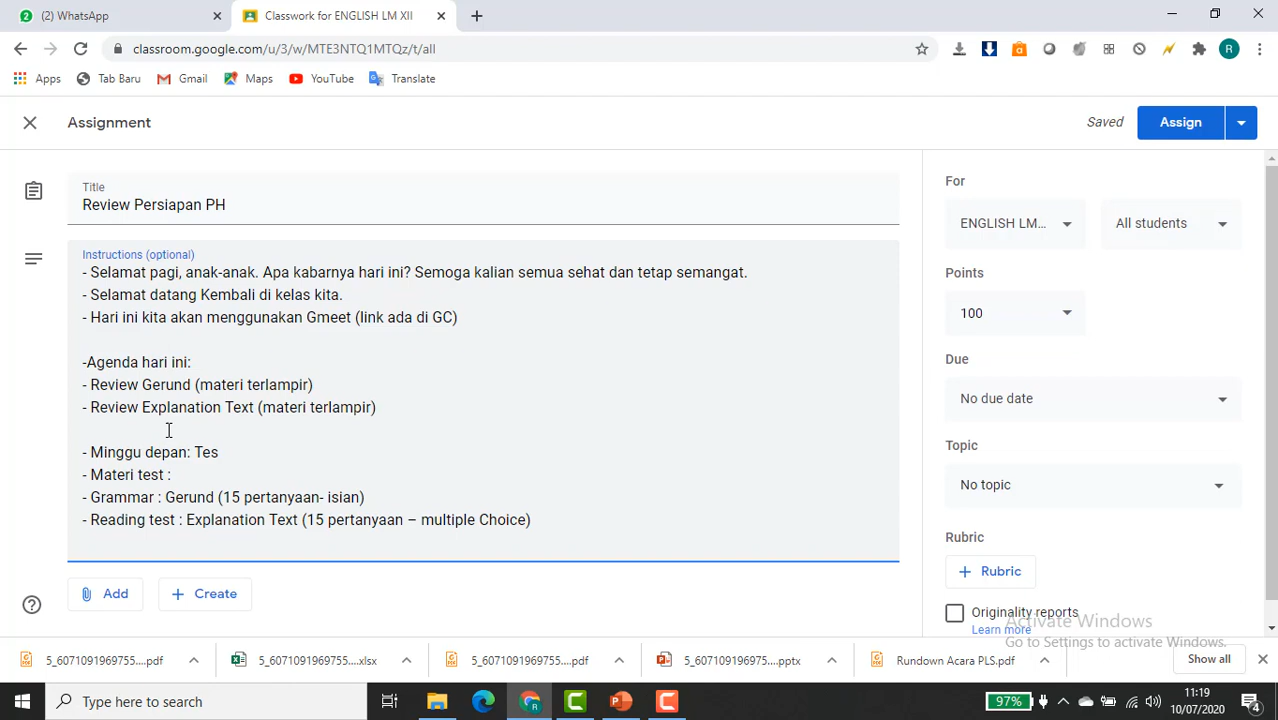 (2) WhatsApp
Classwork for ENGLISH LM XII
classroom.google.com/u/3/w/MTE3NTQ1MTQz/t/all
R
Apps
Tab Baru
Gmail
Maps
YouTube
Translate
Assignment
Saved
Assign
Title
Review Persiapan PH
Instructions (optional)
- Selamat pagi, anak-anak. Apa kabarnya hari ini? Semoga kalian semua sehat dan tetap semangat.
- Selamat datang Kembali di kelas kita.
- Hari ini kita akan menggunakan Gmeet (link ada di GC)
-Agenda hari ini:
- Review Gerund (materi terlampir)
- Review Explanation Text (materi terlampir)
- Minggu depan: Tes
- Materi test :
- Grammar : Gerund (15 pertanyaan- isian)
- Reading test : Explanation Text (15 pertanyaan – multiple Choice)
Add
Create
For
ENGLISH LM...
All students
Points
100
Due
No due date
Topic
No topic
Rubric
Rubric
Originality reports
Learn more
Activate Windows
Go to Settings to activate Windows.
5_6071091969755....pdf
5_6071091969755....xlsx
5_6071091969755....pdf
5_607109196975....pptx
Rundown Acara PLS.pdf
Show all
Type here to search
97%
11:19
10/07/2020
4